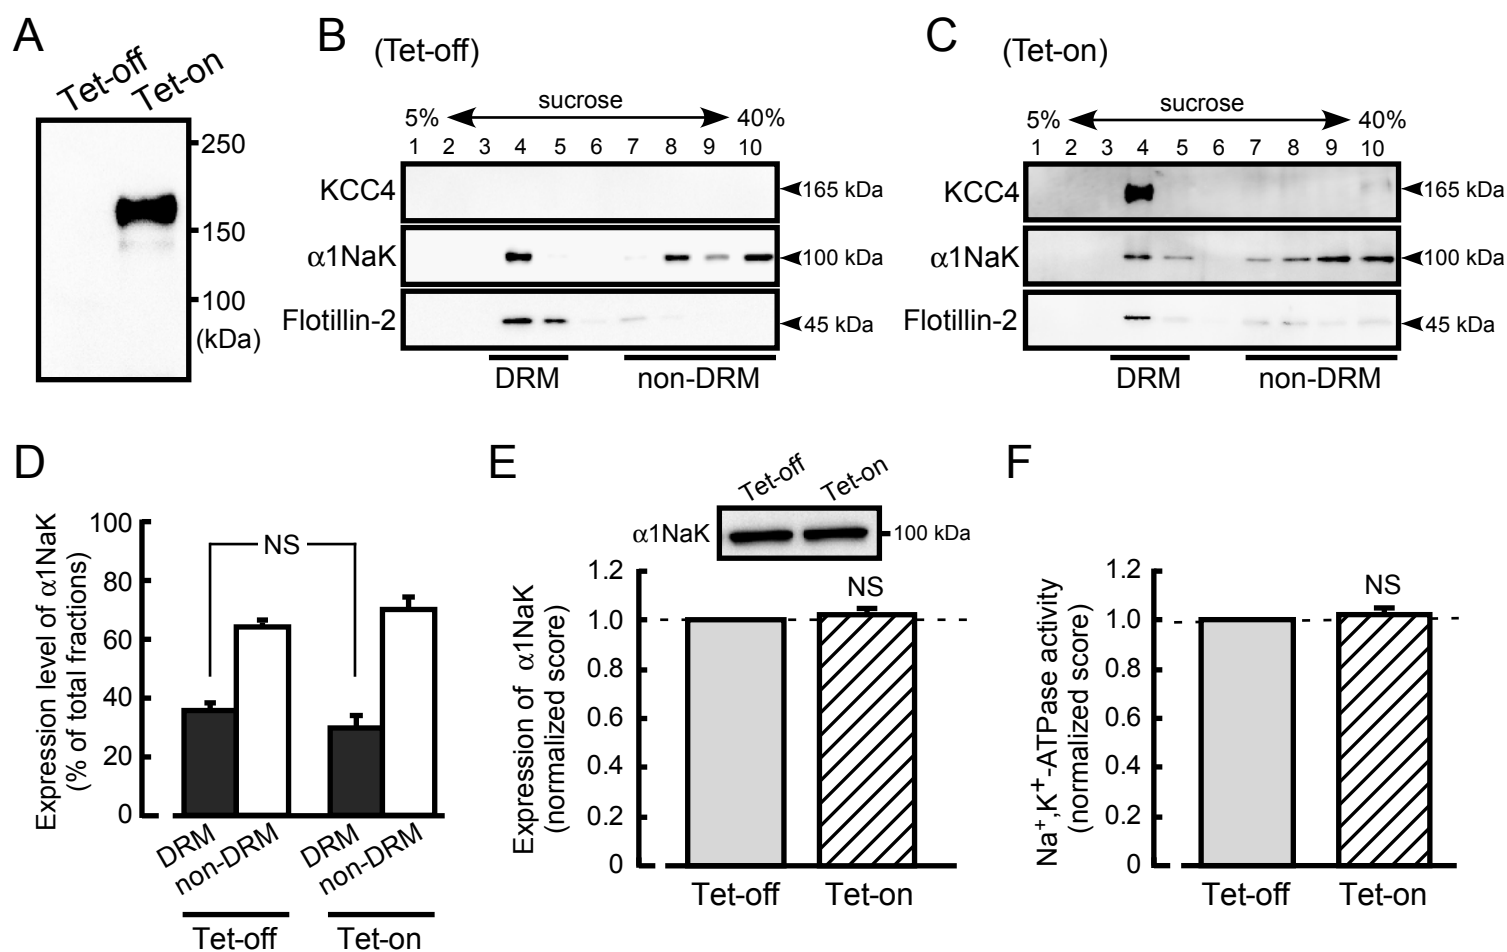 A
Tet-off
Tet-on
250
150
100
(kDa)
B
(Tet-off)
5%
sucrose
40%
1 2 3 4 5 6 7 8 9 10
KCC4
165 kDa
α1NaK
100 kDa
Flotillin-2
45 kDa
DRM
non-DRM
C
(Tet-on)
5%
sucrose
40%
1 2 3 4 5 6 7 8 9 10
KCC4
165 kDa
α1NaK
100 kDa
Flotillin-2
45 kDa
DRM
non-DRM
D
Expression level of α1NaK
(% of total fractions)
100
80
60
40
20
0
NS
DRM
non-DRM
DRM
non-DRM
Tet-off
Tet-on
E
Tet-off
Tet-on
α1NaK
100 kDa
Expression of α1NaK
(normalized score)
1.2
1.0
0.8
0.6
0.4
0.2
0
NS
Tet-off
Tet-on
F
Na⁺,K⁺-ATPase activity
(normalized score)
1.2
1.0
0.8
0.6
0.4
0.2
0
NS
Tet-off
Tet-on